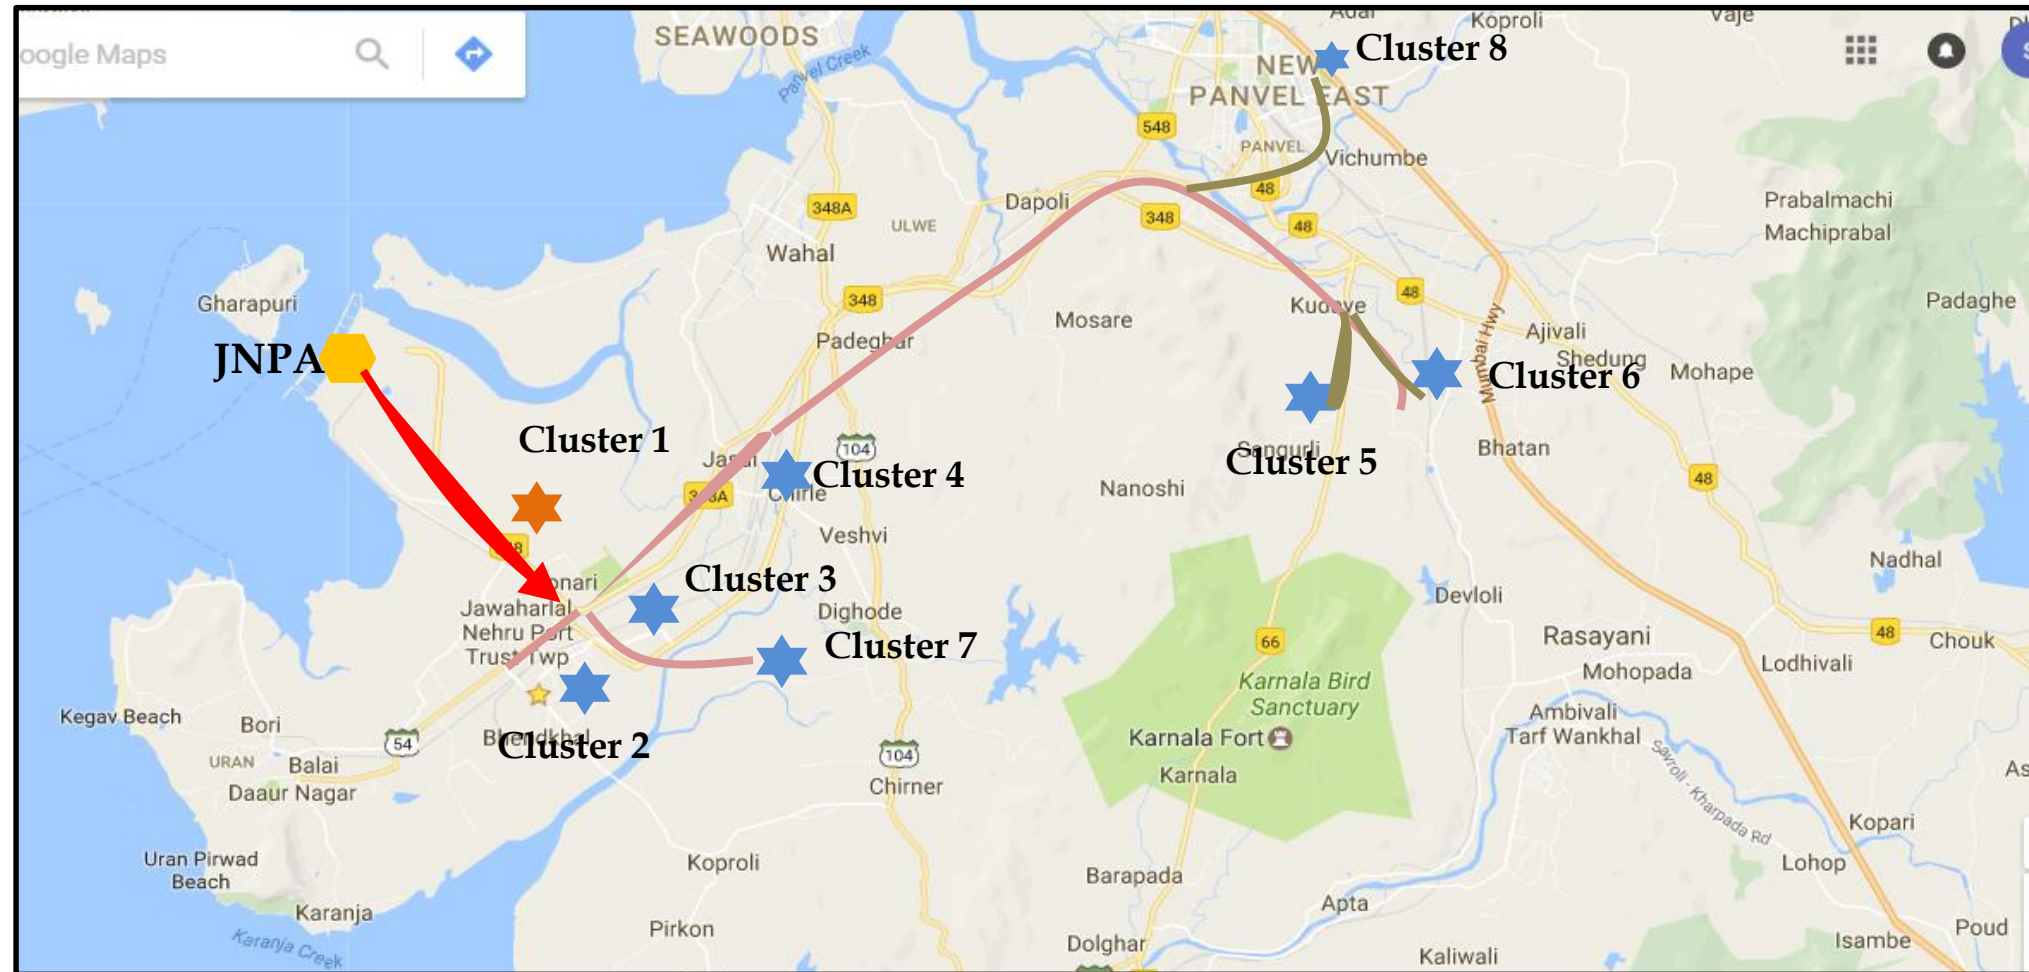 oogle Maps
SEAWOODS
Panvel Creek
Koproli
Vaje
Cluster 8
NEW
PANVEL EAST
548
PANVEL
Vichumbe
48
Dapoli
348A
ULWE
348
48
Prabalmachi
Machiprabal
Wahal
Gharapuri
348
Mosare
48
Padaghe
Ajivali
Shedung
Mohape
Mumbai Hwy
JNPA
Cluster 6
Cluster 1
104
Bhatan
Cluster 5
Cluster 4
48
Nanoshi
Veshvi
Nadhal
Cluster 3
Devloli
Jawaharlal
Nehru Port
Trust Twp
Dighode
66
Rasayani
48
Chouk
Cluster 7
Mohopada
Lodhivali
Karnala Bird
Sanctuary
Kegav Beach
Bori
54
Cluster 2
Karnala Fort
Ambivali
Tarf Wankhal
Savroli - Kharpada Rd
URAN
Balai
104
Karnala
Daaur Nagar
Chirner
Kopari
Uran Pirwad
Beach
Koproli
Lohop
Barapada
Karanja
Apta
Karanja Creek
Pirkon
Dolghar
Kaliwali
Isambe
Poud